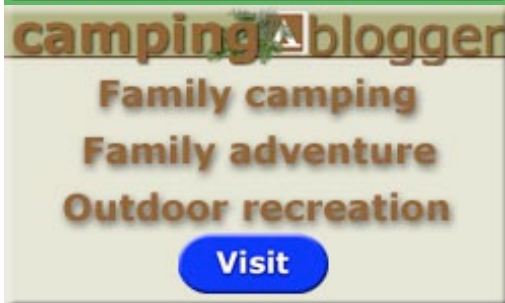 camping blogger
Family camping
Family adventure
Outdoor recreation
Visit